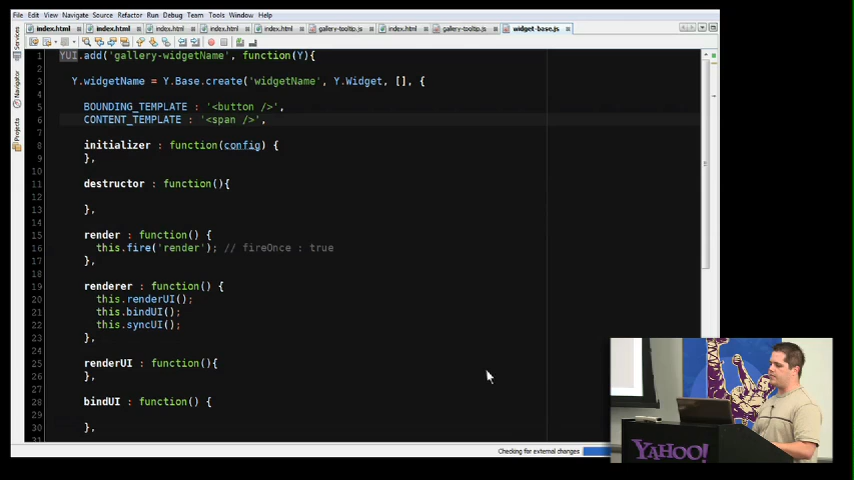 File Edit View Navigate Source Refactor Run Debug Team Tools Window Help
index.html index.html index.html index.html index.html gallery-tooltip.js index.html gallery-tooltip.js widget-base.js
Services
Navigator
Projects
1 YUI.add('gallery-widgetName', function(Y){
2
3 Y.widgetName = Y.Base.create('widgetName', Y.Widget, [], {
4
5 BOUNDING_TEMPLATE : '<button />',
6 CONTENT_TEMPLATE : '<span />',
7
8 initializer : function(config) {
9 },
10
11 destructor : function(){
12
13 },
14
15 render : function() {
16 this.fire('render'); // fireOnce : true
17 },
18
19 renderer : function() {
20 this.renderUI();
21 this.bindUI();
22 this.syncUI();
23 },
24
25 renderUI : function(){
26 },
27
28 bindUI : function() {
29
30 },
31
Checking for external changes
YAHOO!